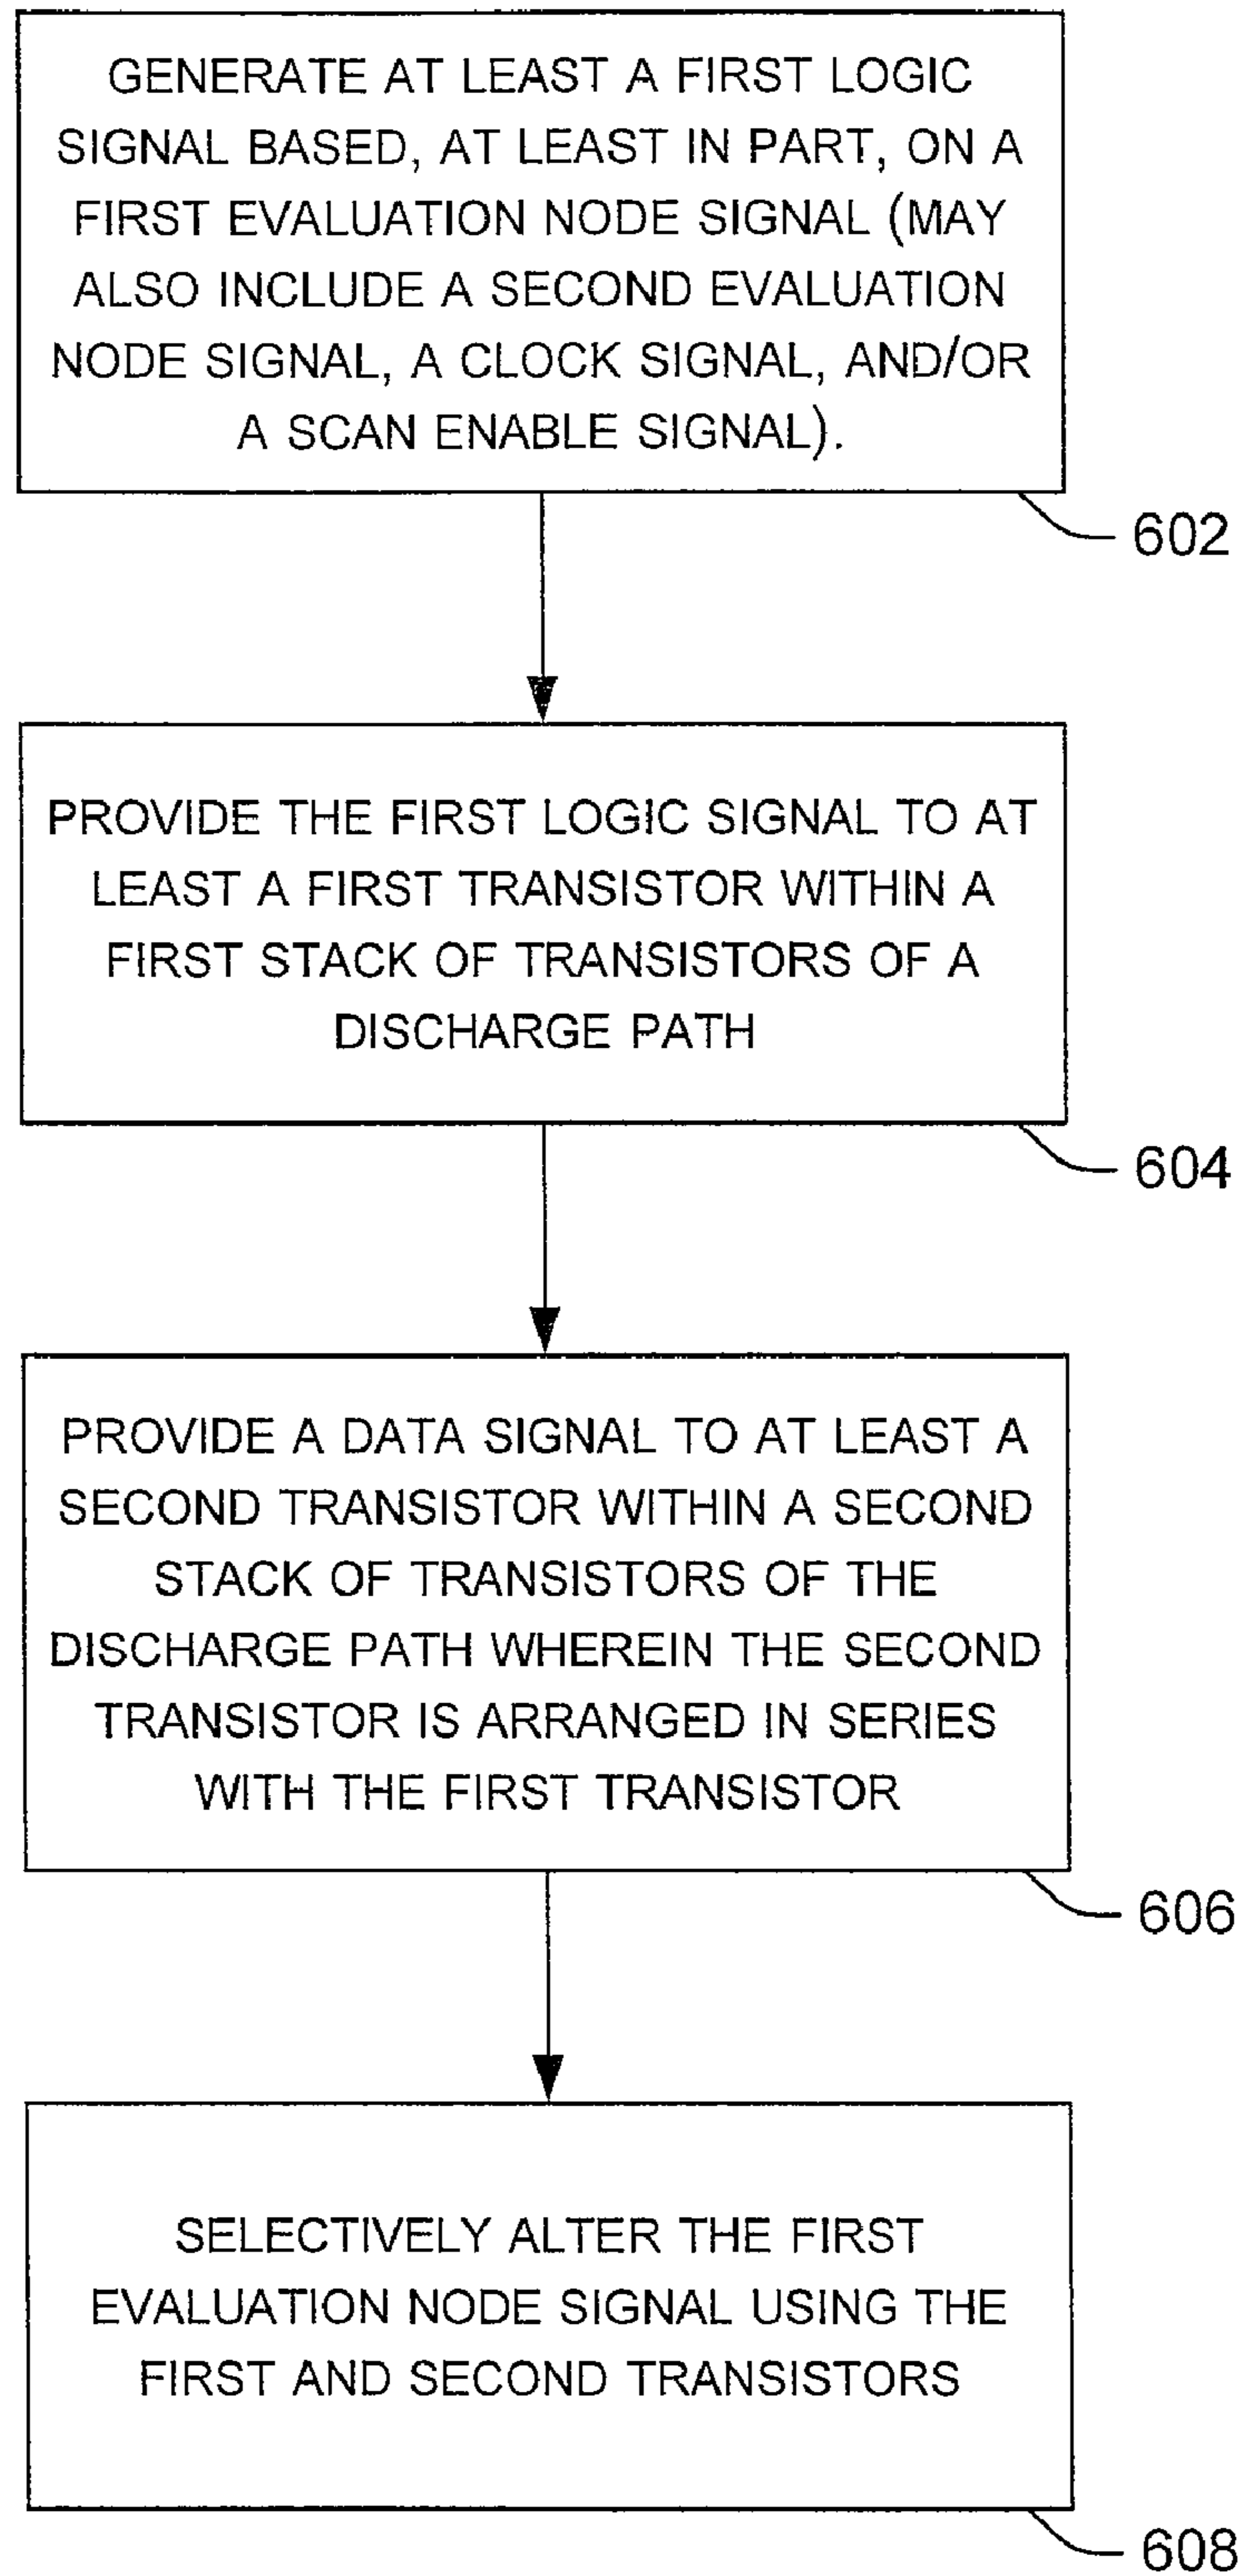 GENERATE AT LEAST A FIRST LOGIC
SIGNAL BASED, AT LEAST IN PART, ON A
FIRST EVALUATION NODE SIGNAL (MAY
ALSO INCLUDE A SECOND EVALUATION
NODE SIGNAL, A CLOCK SIGNAL, AND/OR
A SCAN ENABLE SIGNAL).
602
PROVIDE THE FIRST LOGIC SIGNAL TO AT
LEAST A FIRST TRANSISTOR WITHIN A
FIRST STACK OF TRANSISTORS OF A
DISCHARGE PATH
604
PROVIDE A DATA SIGNAL TO AT LEAST A
SECOND TRANSISTOR WITHIN A SECOND
STACK OF TRANSISTORS OF THE
DISCHARGE PATH WHEREIN THE SECOND
TRANSISTOR IS ARRANGED IN SERIES
WITH THE FIRST TRANSISTOR
606
SELECTIVELY ALTER THE FIRST
EVALUATION NODE SIGNAL USING THE
FIRST AND SECOND TRANSISTORS
608